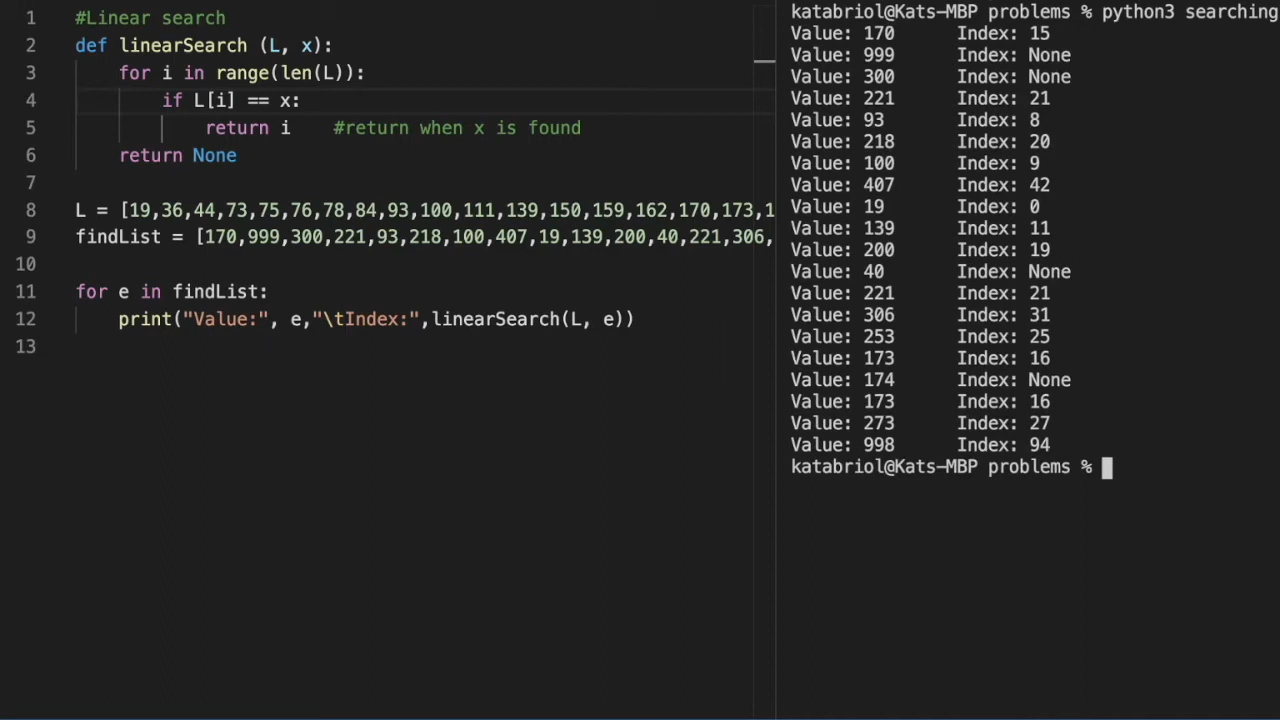 1 #Linear search
2 def linearSearch (L, x):
3 for i in range(len(L)):
4 if L[i] == x:
5 return i #return when x is found
6 return None
7
8 L = [19,36,44,73,75,76,78,84,93,100,111,139,150,159,162,170,173,1
9 findList = [170,999,300,221,93,218,100,407,19,139,200,40,221,306,
10
11 for e in findList:
12 print("Value:", e,"\tIndex:",linearSearch(L, e))
13
katabriol@Kats-MBP problems % python3 searching
Value: 170 Index: 15
Value: 999 Index: None
Value: 300 Index: None
Value: 221 Index: 21
Value: 93 Index: 8
Value: 218 Index: 20
Value: 100 Index: 9
Value: 407 Index: 42
Value: 19 Index: 0
Value: 139 Index: 11
Value: 200 Index: 19
Value: 40 Index: None
Value: 221 Index: 21
Value: 306 Index: 31
Value: 253 Index: 25
Value: 173 Index: 16
Value: 174 Index: None
Value: 173 Index: 16
Value: 273 Index: 27
Value: 998 Index: 94
katabriol@Kats-MBP problems %